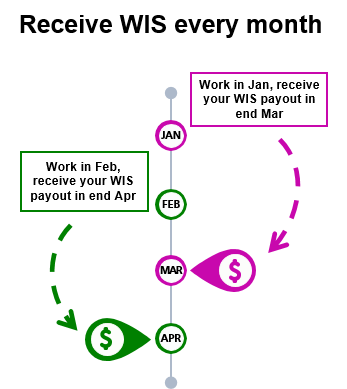 Receive WIS every month
Work in Jan, receive
your WIS payout in
end Mar
JAN
Work in Feb,
receive your WIS
payout in end Apr
FEB
MAR
$
$
APR